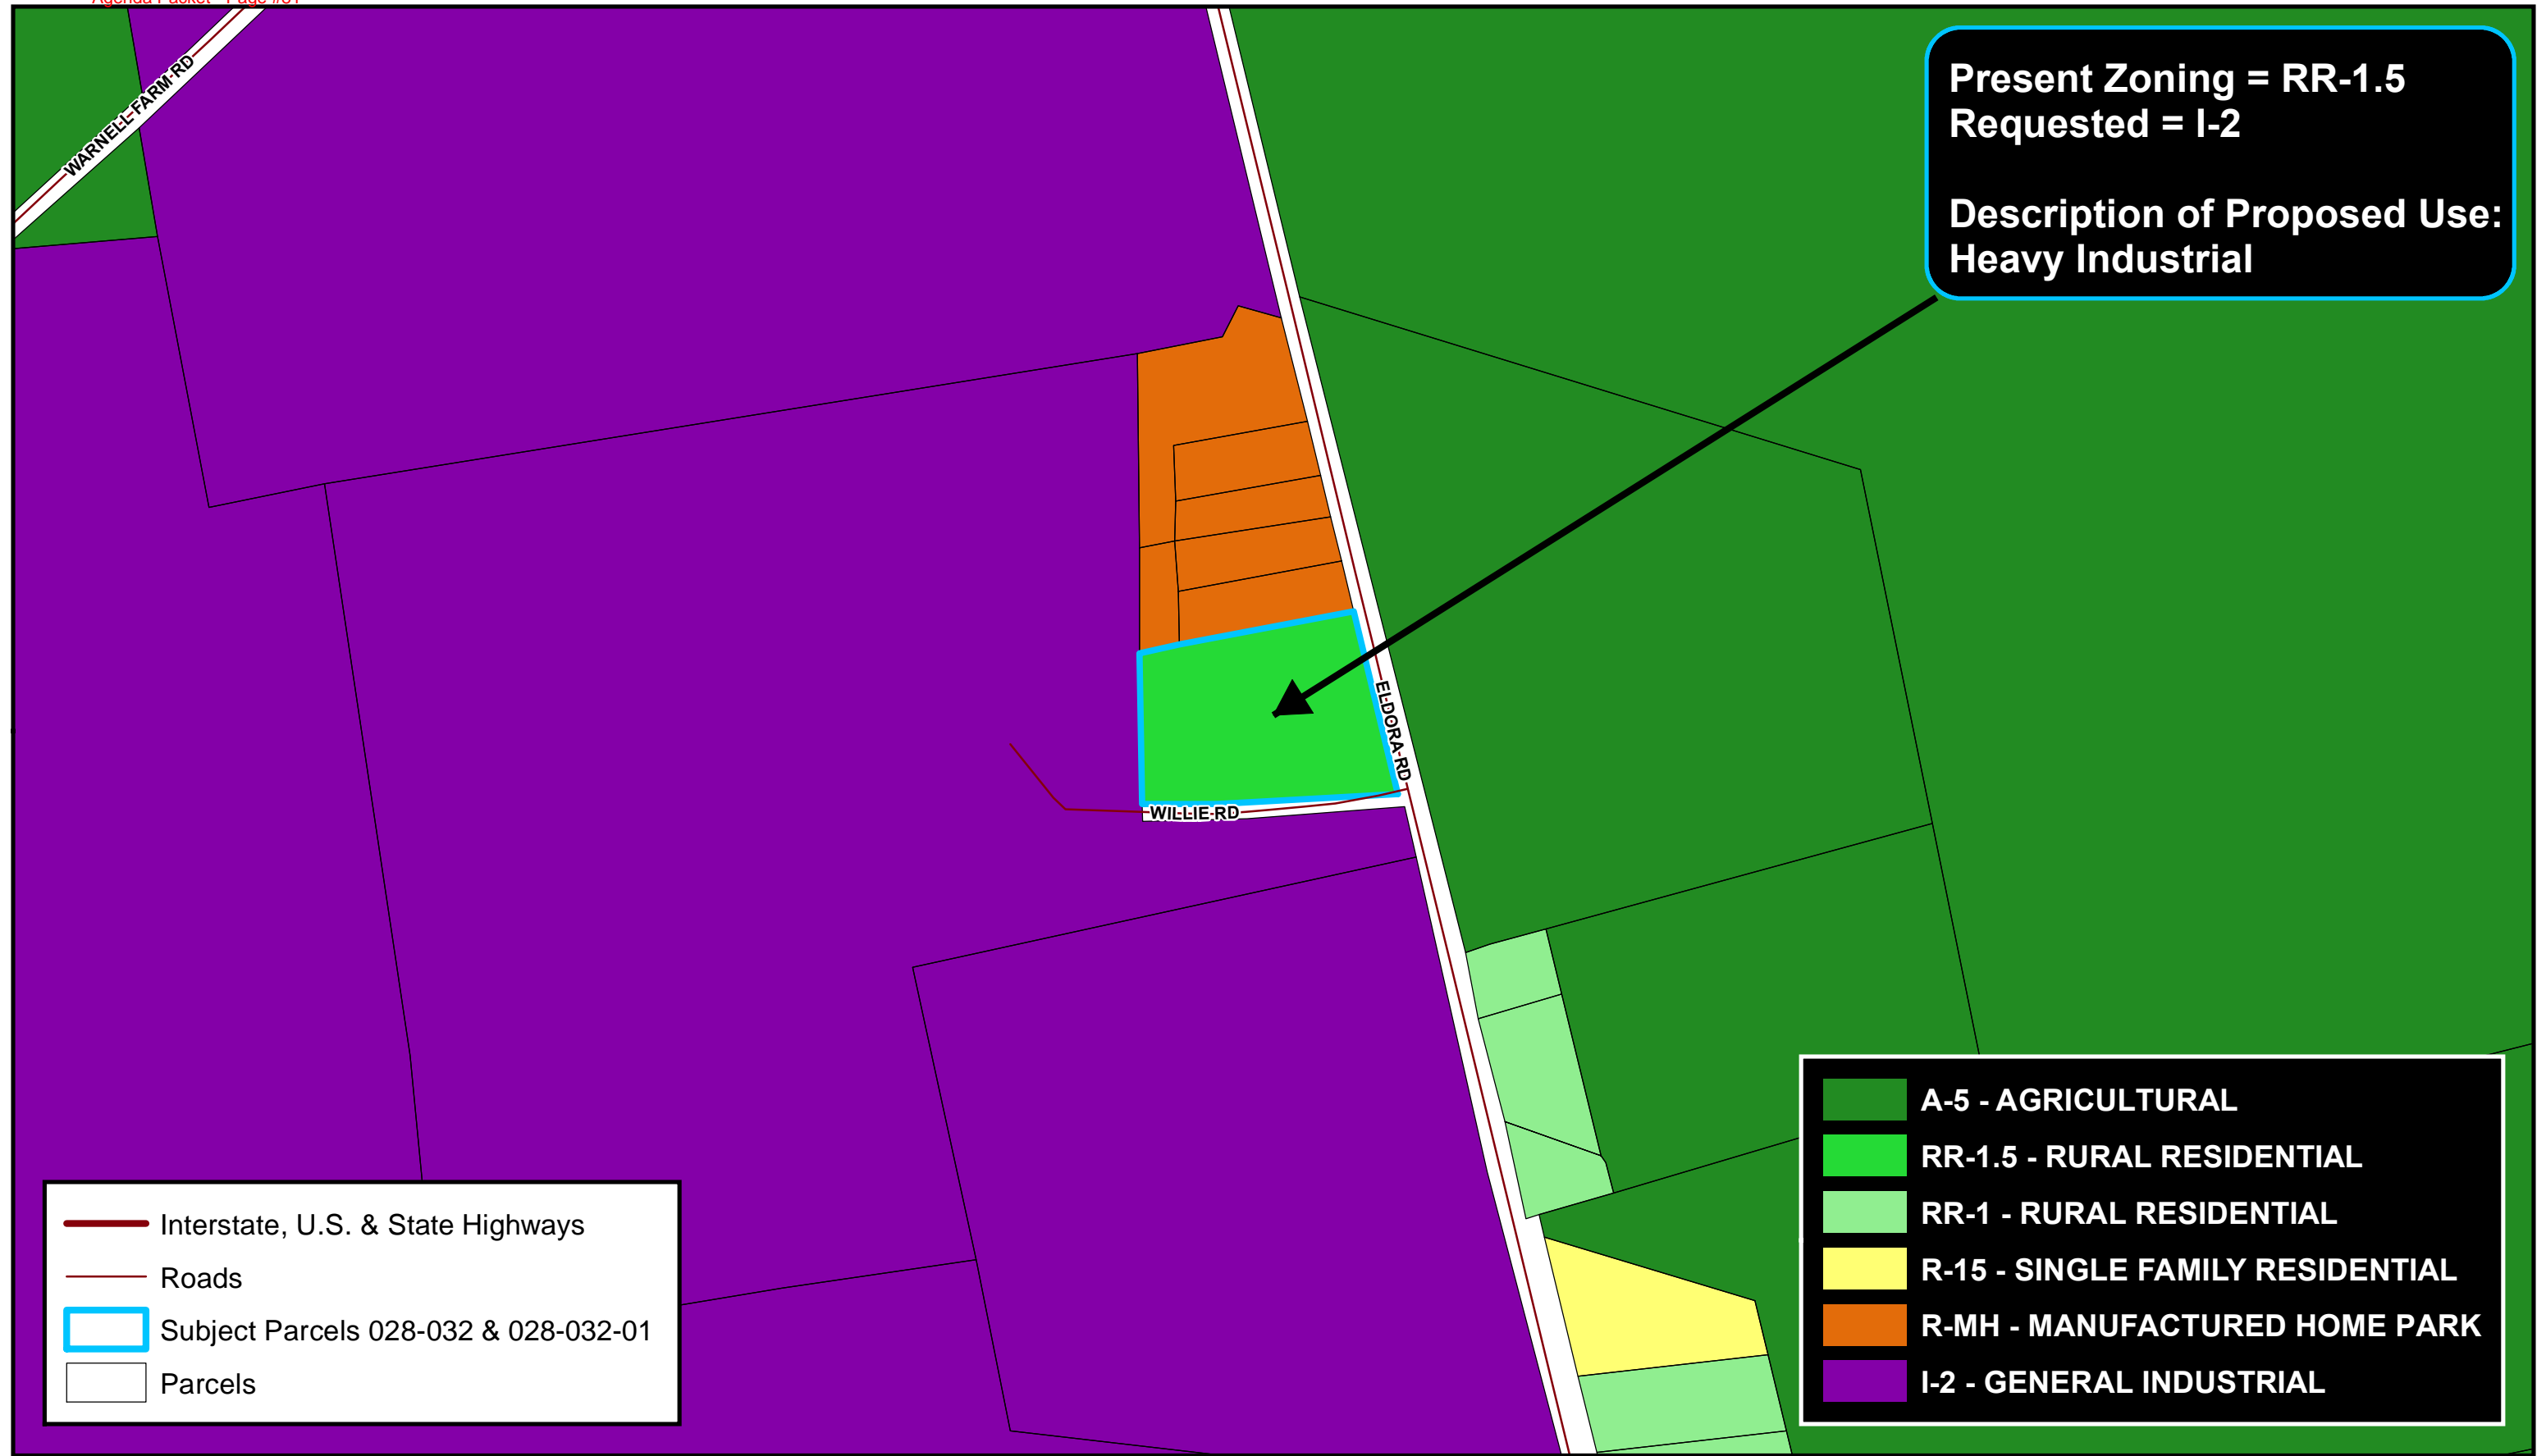 WARNELL FARM RD
Present Zoning = RR-1.5
Requested = I-2
Description of Proposed Use:
Heavy Industrial
ELDORA RD
WILLIE RD
Interstate, U.S. & State Highways
Roads
Subject Parcels 028-032 & 028-032-01
Parcels
A-5 - AGRICULTURAL
RR-1.5 - RURAL RESIDENTIAL
RR-1 - RURAL RESIDENTIAL
R-15 - SINGLE FAMILY RESIDENTIAL
R-MH - MANUFACTURED HOME PARK
I-2 - GENERAL INDUSTRIAL